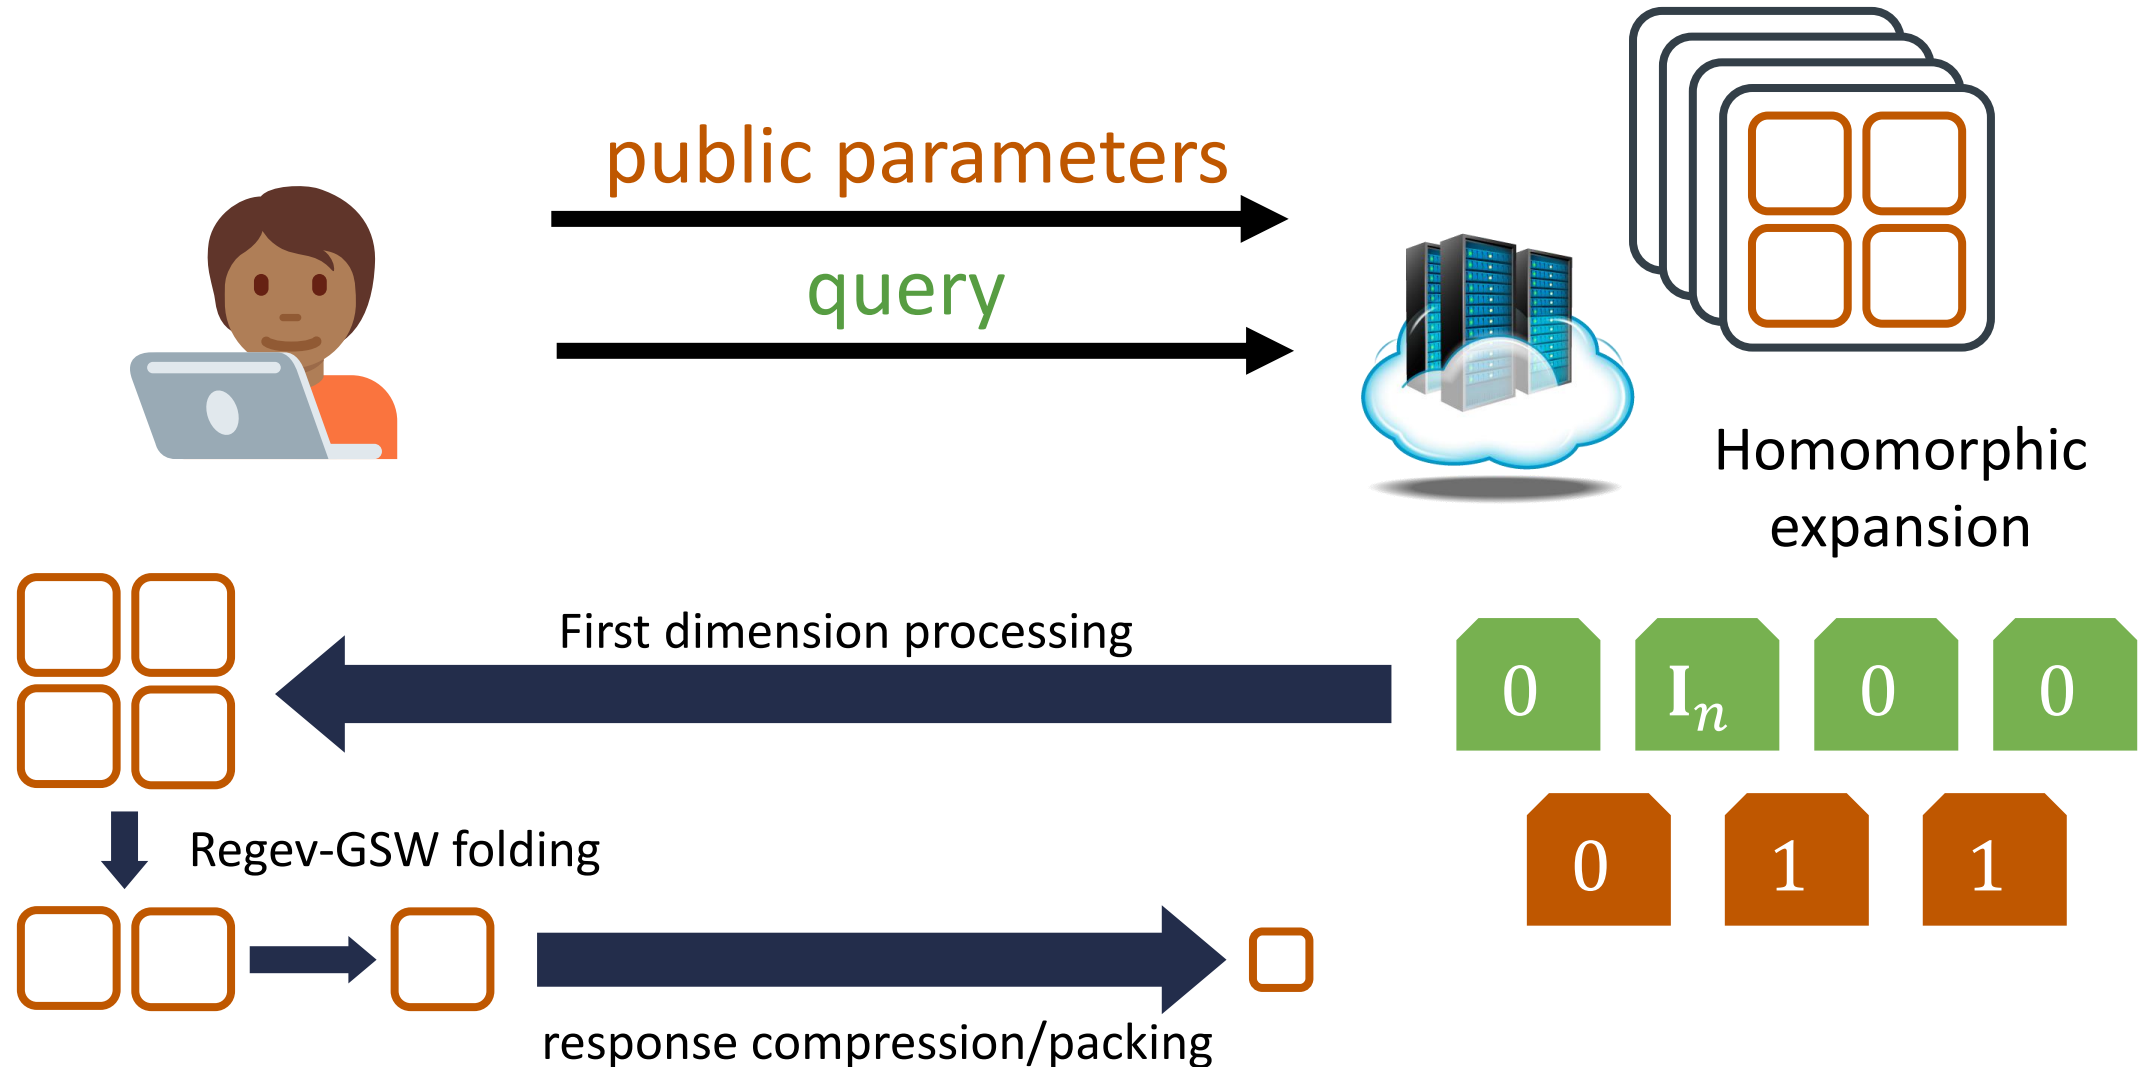 public parameters
query
Homomorphic
expansion
First dimension processing
0 𝐈ₙ 0 0
Regev-GSW folding
0 1 1
response compression/packing